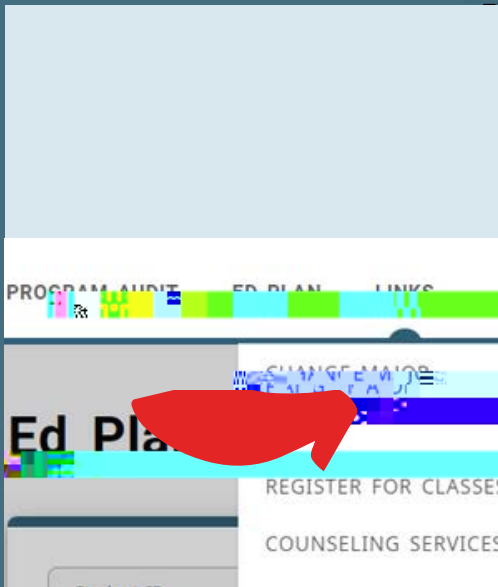 PROGRAM AUDIT ED PLAN LINKS
CHANGE MAJOR
Ed Pla
REGISTER FOR CLASSES
COUNSELING SERVICES